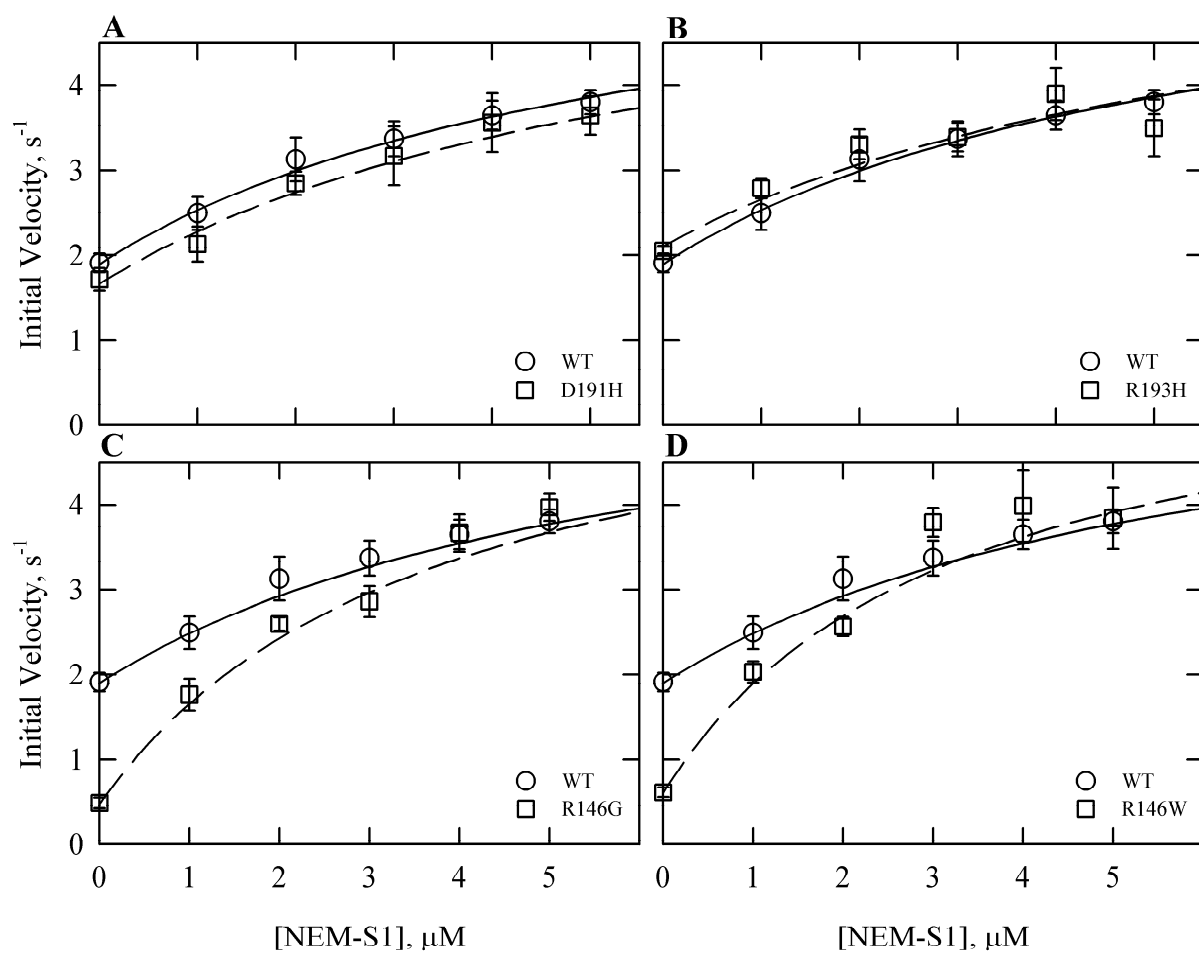 A
B
Initial Velocity, s⁻¹
4
3
2
1
0
WT
D191H
WT
R193H
C
D
Initial Velocity, s⁻¹
4
3
2
1
0
WT
R146G
WT
R146W
0 1 2 3 4 5
0 1 2 3 4 5
[NEM-S1], μM
[NEM-S1], μM